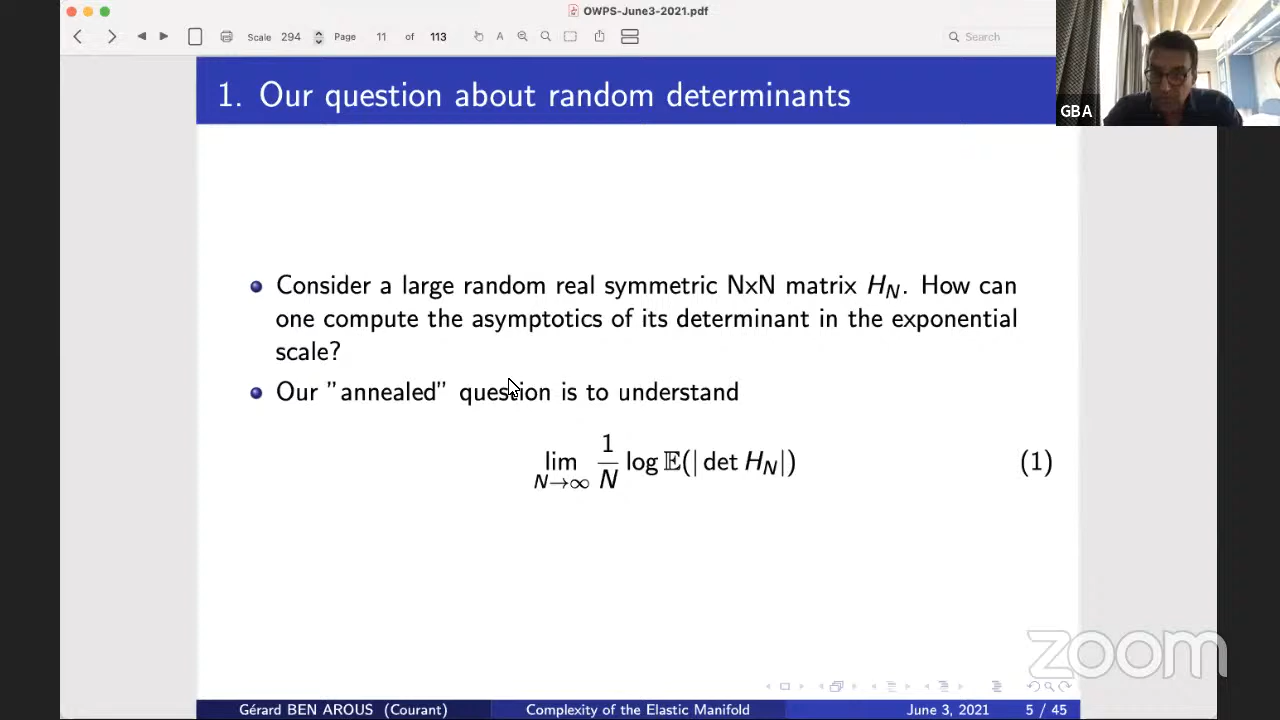 OWPS-June3-2021.pdf
Scale 294 Page 11 of 113
Search
1. Our question about random determinants
GBA
Consider a large random real symmetric NxN matrix H_N. How can
one compute the asymptotics of its determinant in the exponential
scale?
Our "annealed" question is to understand
lim_{N→∞} 1/N log 𝔼(| det H_N|) (1)
zoom
Gérard BEN AROUS (Courant) Complexity of the Elastic Manifold June 3, 2021 5 / 45